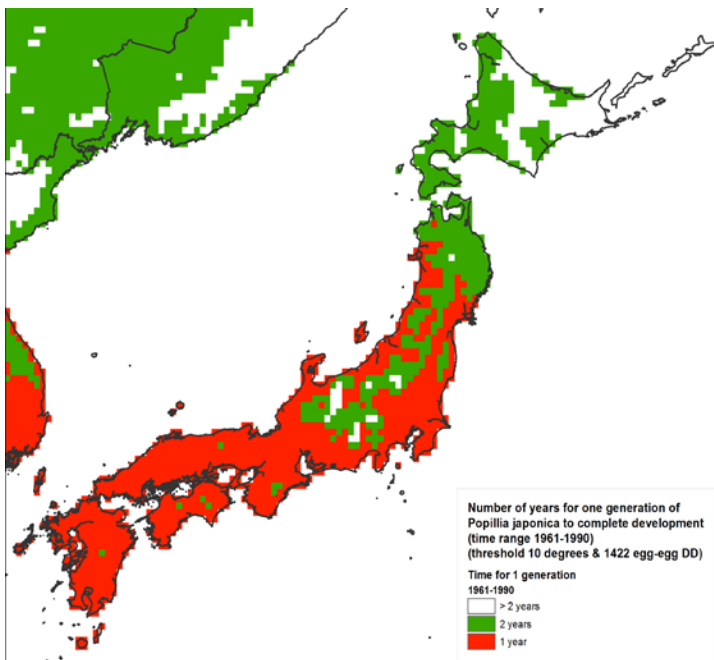 Number of years for one generation of
Popillia japonica to complete development
(time range 1961-1990)
(threshold 10 degrees & 1422 egg-egg DD)
Time for 1 generation
1961-1990
> 2 years
2 years
1 year